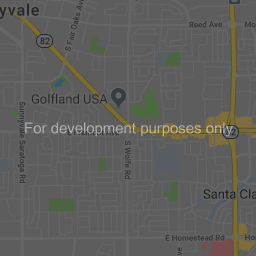 yvale
S Fair Oaks Ave
Reed Ave
Mo
82
Golfland USA
For development purposes only
Sunnyvale Saratoga Rd
S Wolfe Rd
Santa Cla
E Homestead Rd